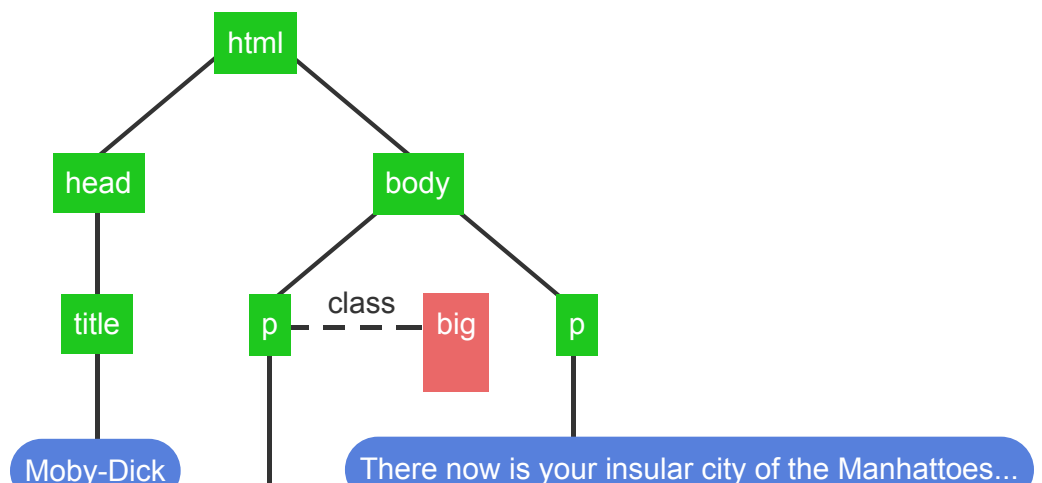 html
head
body
title
p
class
big
p
Moby-Dick
There now is your insular city of the Manhattoes...